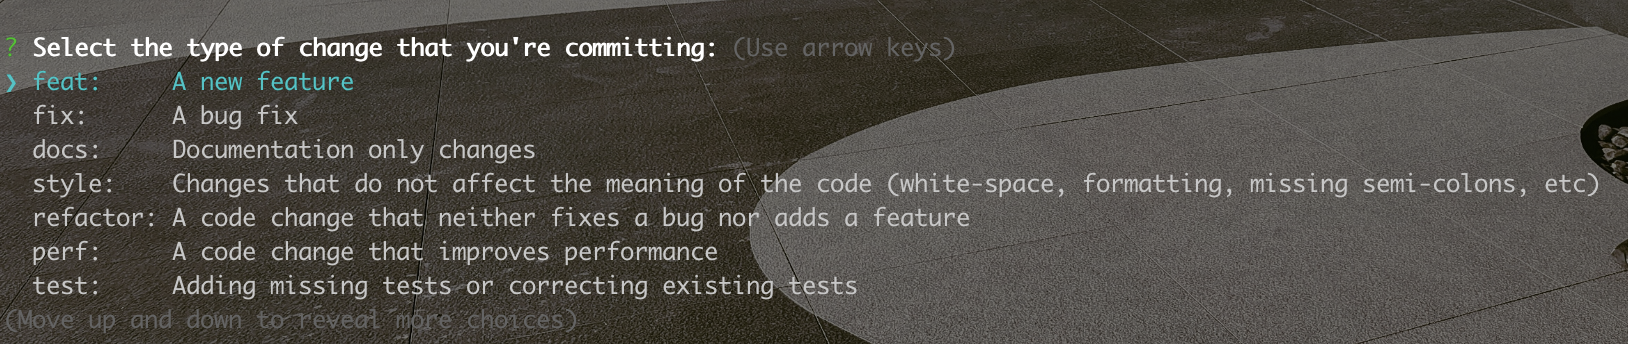 ? Select the type of change that you're committing: (Use arrow keys)
❯ feat:     A new feature
  fix:      A bug fix
  docs:     Documentation only changes
  style:    Changes that do not affect the meaning of the code (white-space, formatting, missing semi-colons, etc)
  refactor: A code change that neither fixes a bug nor adds a feature
  perf:     A code change that improves performance
  test:     Adding missing tests or correcting existing tests
(Move up and down to reveal more choices)